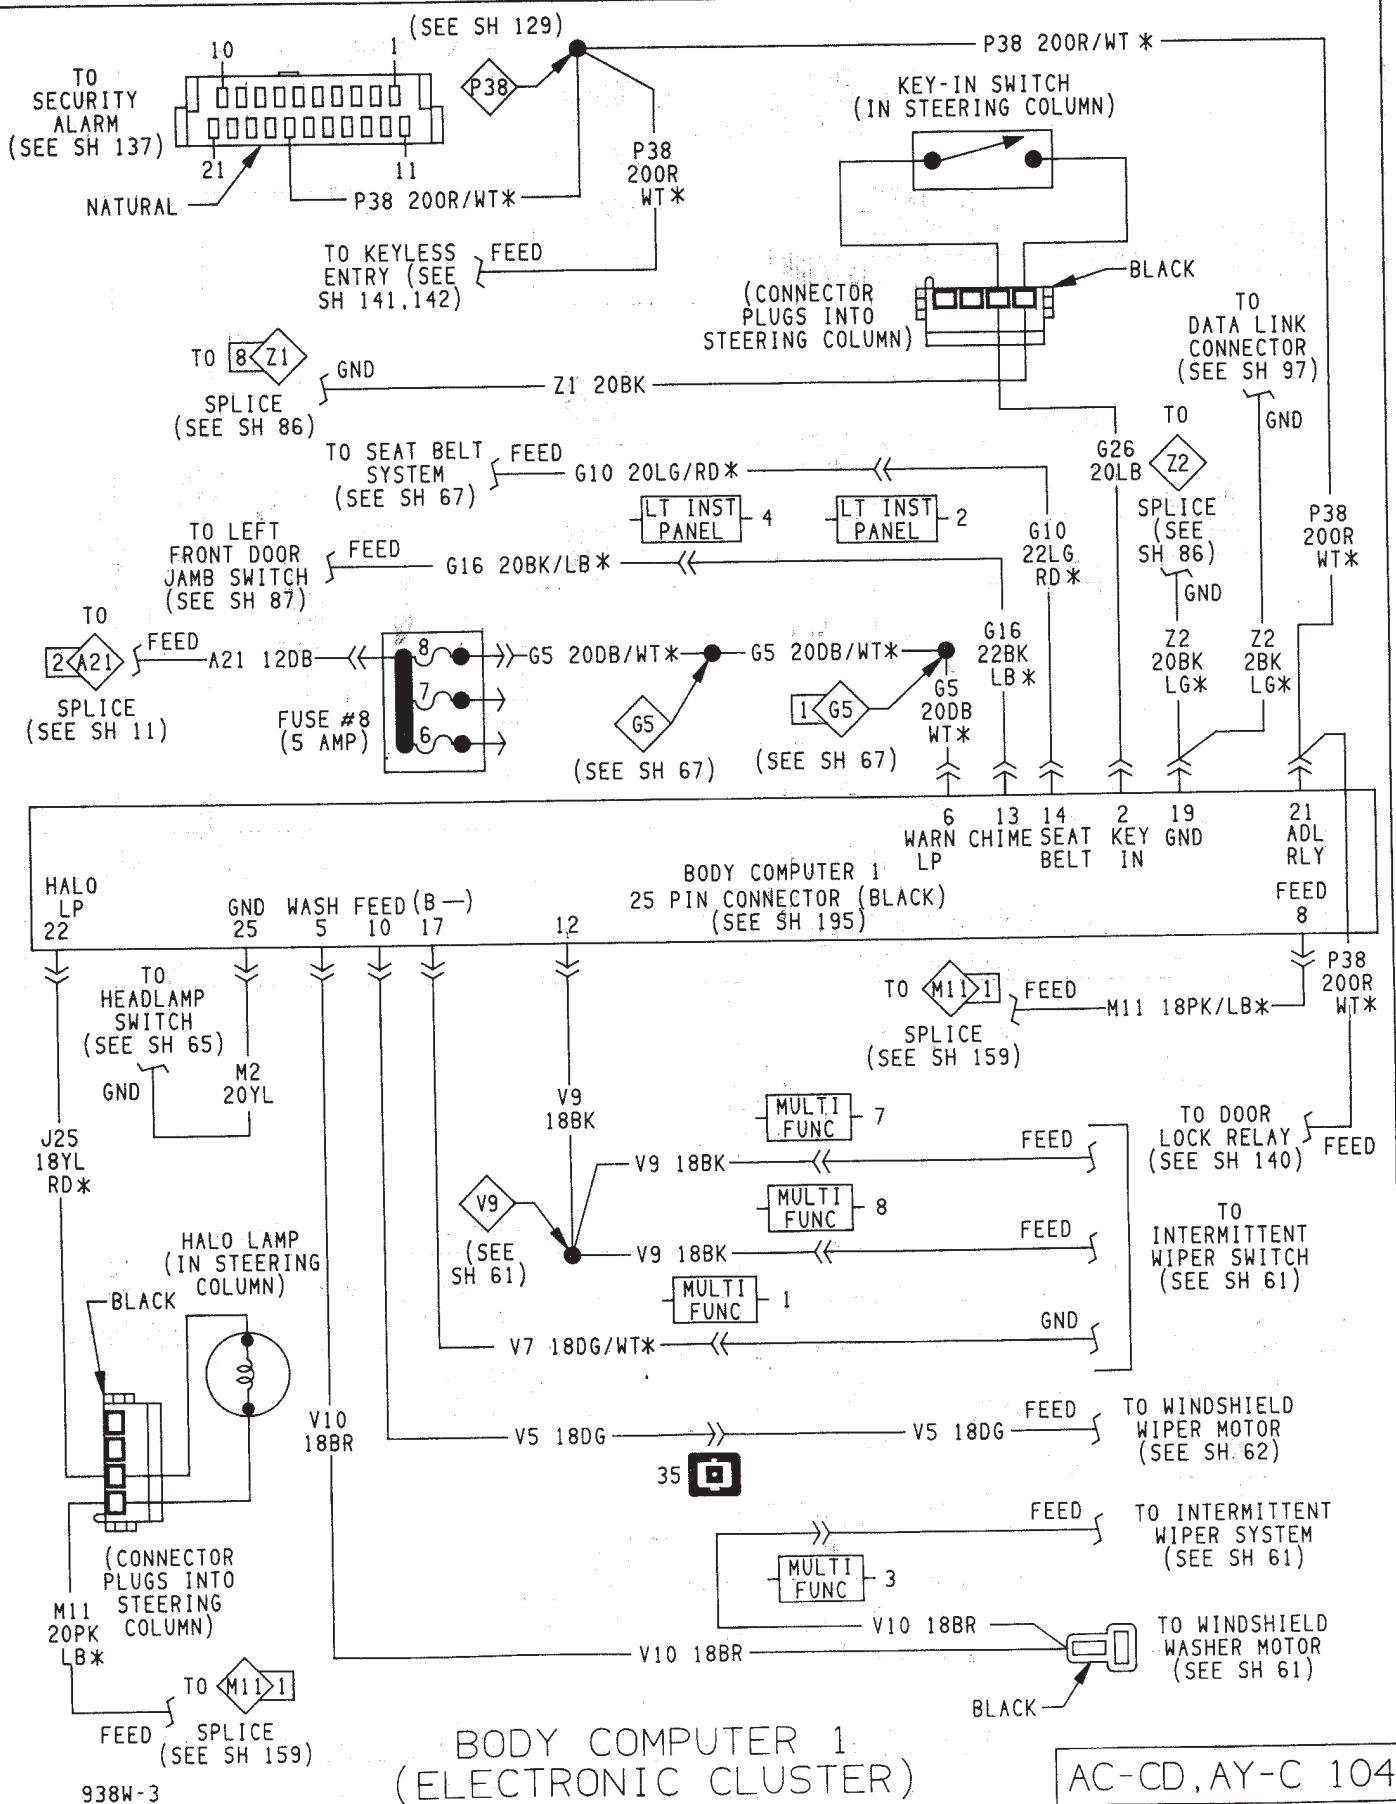 (SEE SH 129)
10
1
P38 200R/WT*
TO
SECURITY
ALARM
(SEE SH 137)
P38
KEY-IN SWITCH
(IN STEERING COLUMN)
21
11
P38
200R
WT*
NATURAL
P38 200R/WT*
TO KEYLESS
ENTRY (SEE
SH 141,142)
FEED
BLACK
(CONNECTOR
PLUGS INTO
STEERING COLUMN)
TO
DATA LINK
CONNECTOR
(SEE SH 97)
GND
TO 8 Z1
SPLICE
(SEE SH 86)
GND
Z1 20BK
TO
Z2
SPLICE
(SEE
SH 86)
GND
G26
20LB
TO SEAT BELT
SYSTEM
(SEE SH 67)
FEED
G10 20LG/RD*
LT INST
PANEL
4
LT INST
PANEL
2
G10
22LG
RD*
P38
200R
WT*
TO LEFT
FRONT DOOR
JAMB SWITCH
(SEE SH 87)
FEED
G16 20BK/LB*
TO
2 A21
SPLICE
(SEE SH 11)
FEED
A21 12DB
8
7
6
FUSE #8
(5 AMP)
G5 20DB/WT*
G5 20DB/WT*
G5
(SEE SH 67)
1 G5
(SEE SH 67)
G5
20DB
WT*
G16
22BK
LB*
Z2
20BK
LG*
Z2
2BK
LG*
6
WARN
LP
13
CHIME
14
SEAT
BELT
2
KEY
IN
19
GND
21
ADL
RLY
BODY COMPUTER 1
25 PIN CONNECTOR (BLACK)
(SEE SH 195)
HALO
LP
22
GND
25
WASH
5
FEED
10
(B—)
17
12
FEED
8
TO
HEADLAMP
SWITCH
(SEE SH 65)
GND
M2
20YL
TO M11 1
SPLICE
(SEE SH 159)
FEED
M11 18PK/LB*
P38
200R
WT*
J25
18YL
RD*
V9
18BK
MULTI
FUNC
7
V9 18BK
FEED
TO DOOR
LOCK RELAY
(SEE SH 140)
FEED
V9
(SEE
SH 61)
MULTI
FUNC
8
V9 18BK
FEED
TO
INTERMITTENT
WIPER SWITCH
(SEE SH 61)
MULTI
FUNC
1
V7 18DG/WT*
GND
HALO LAMP
(IN STEERING
COLUMN)
BLACK
V10
18BR
V5 18DG
V5 18DG
FEED
TO WINDSHIELD
WIPER MOTOR
(SEE SH 62)
35
FEED
TO INTERMITTENT
WIPER SYSTEM
(SEE SH 61)
MULTI
FUNC
3
(CONNECTOR
PLUGS INTO
STEERING
COLUMN)
M11
20PK
LB*
V10 18BR
V10 18BR
TO WINDSHIELD
WASHER MOTOR
(SEE SH 61)
BLACK
TO M11 1
SPLICE
(SEE SH 159)
FEED
BODY COMPUTER 1
(ELECTRONIC CLUSTER)
938W-3
AC-CD,AY-C 104